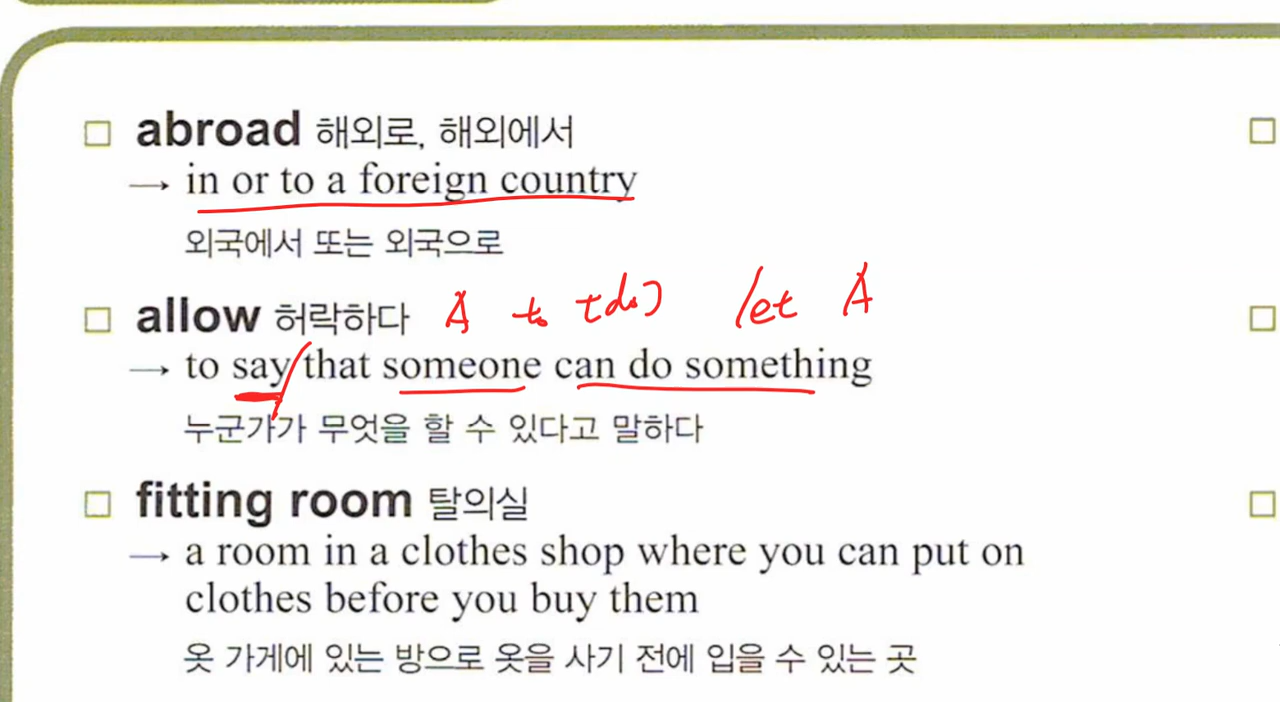 abroad 해외로, 해외에서
→ in or to a foreign country
외국에서 또는 외국으로
allow 허락하다 A to (do) let A
→ to say that someone can do something
누군가가 무엇을 할 수 있다고 말하다
fitting room 탈의실
→ a room in a clothes shop where you can put on
clothes before you buy them
옷 가게에 있는 방으로 옷을 사기 전에 입을 수 있는 곳